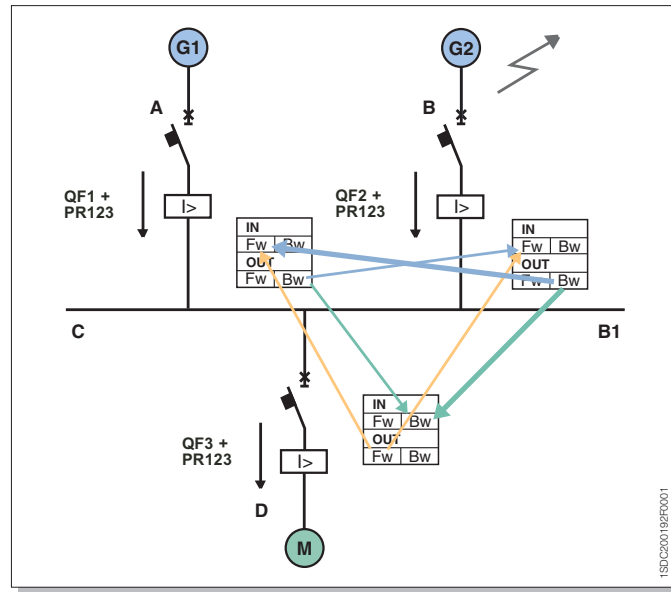 G1
G2
A
B
QF1 +
PR123
I>
QF2 +
PR123
I>
IN
Fw Bw
OUT
Fw Bw
IN
Fw Bw
OUT
Fw Bw
C
B1
IN
Fw Bw
OUT
Fw Bw
QF3 +
PR123
I>
D
M
1SDC200192F0001